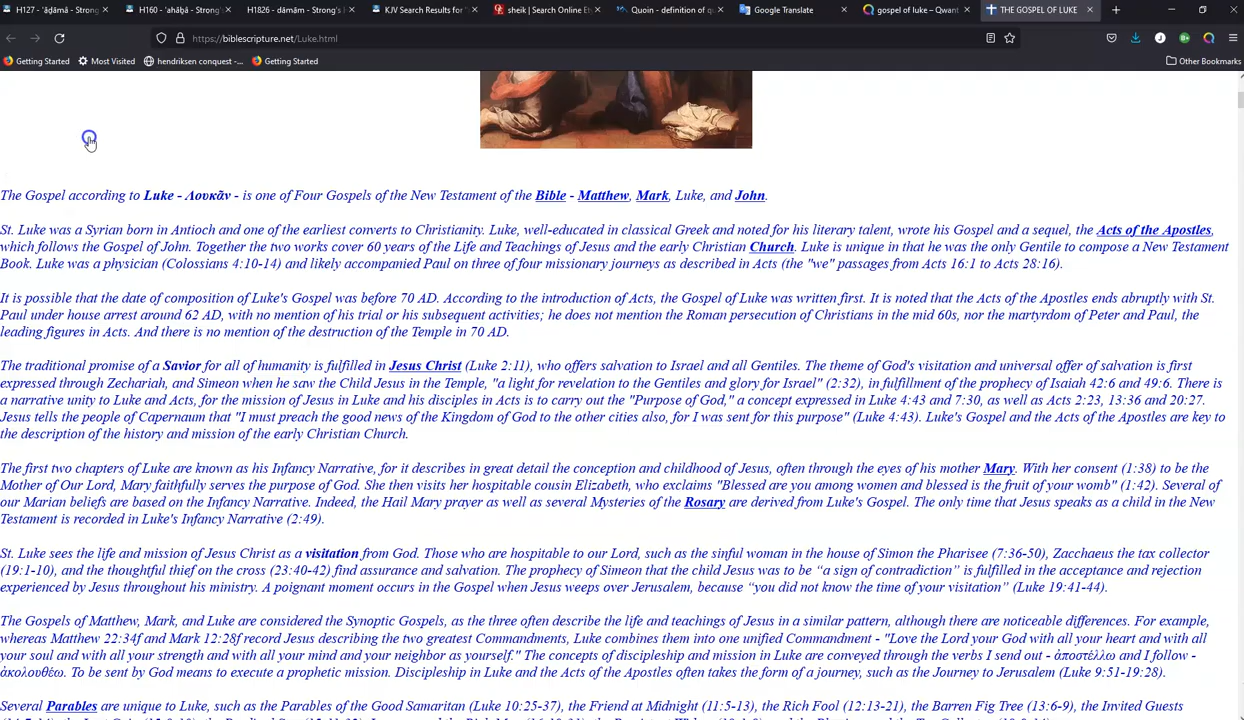 H127 - 'ăḏāmâ - Strong
H160 - 'ahăḇâ - Strong's
H1826 - dāmām - Strong's
KJV Search Results for "
sheik | Search Online Et
Quoin - definition of q
Google Translate
gospel of luke – Qwant
THE GOSPEL OF LUKE
https://biblescripture.net/Luke.html
Getting Started
Most Visited
hendriksen conquest -...
Getting Started
Other Bookmarks
The Gospel according to Luke - Λουκᾶν - is one of Four Gospels of the New Testament of the Bible - Matthew, Mark, Luke, and John.
St. Luke was a Syrian born in Antioch and one of the earliest converts to Christianity. Luke, well-educated in classical Greek and noted for his literary talent, wrote his Gospel and a sequel, the Acts of the Apostles,
which follows the Gospel of John. Together the two works cover 60 years of the Life and Teachings of Jesus and the early Christian Church. Luke is unique in that he was the only Gentile to compose a New Testament
Book. Luke was a physician (Colossians 4:10-14) and likely accompanied Paul on three of four missionary journeys as described in Acts (the "we" passages from Acts 16:1 to Acts 28:16).
It is possible that the date of composition of Luke's Gospel was before 70 AD. According to the introduction of Acts, the Gospel of Luke was written first. It is noted that the Acts of the Apostles ends abruptly with St.
Paul under house arrest around 62 AD, with no mention of his trial or his subsequent activities; he does not mention the Roman persecution of Christians in the mid 60s, nor the martyrdom of Peter and Paul, the
leading figures in Acts. And there is no mention of the destruction of the Temple in 70 AD.
The traditional promise of a Savior for all of humanity is fulfilled in Jesus Christ (Luke 2:11), who offers salvation to Israel and all Gentiles. The theme of God's visitation and universal offer of salvation is first
expressed through Zechariah, and Simeon when he saw the Child Jesus in the Temple, "a light for revelation to the Gentiles and glory for Israel" (2:32), in fulfillment of the prophecy of Isaiah 42:6 and 49:6. There is
a narrative unity to Luke and Acts, for the mission of Jesus in Luke and his disciples in Acts is to carry out the "Purpose of God," a concept expressed in Luke 4:43 and 7:30, as well as Acts 2:23, 13:36 and 20:27.
Jesus tells the people of Capernaum that "I must preach the good news of the Kingdom of God to the other cities also, for I was sent for this purpose" (Luke 4:43). Luke's Gospel and the Acts of the Apostles are key to
the description of the history and mission of the early Christian Church.
The first two chapters of Luke are known as his Infancy Narrative, for it describes in great detail the conception and childhood of Jesus, often through the eyes of his mother Mary. With her consent (1:38) to be the
Mother of Our Lord, Mary faithfully serves the purpose of God. She then visits her hospitable cousin Elizabeth, who exclaims "Blessed are you among women and blessed is the fruit of your womb" (1:42). Several of
our Marian beliefs are based on the Infancy Narrative. Indeed, the Hail Mary prayer as well as several Mysteries of the Rosary are derived from Luke's Gospel. The only time that Jesus speaks as a child in the New
Testament is recorded in Luke's Infancy Narrative (2:49).
St. Luke sees the life and mission of Jesus Christ as a visitation from God. Those who are hospitable to our Lord, such as the sinful woman in the house of Simon the Pharisee (7:36-50), Zacchaeus the tax collector
(19:1-10), and the thoughtful thief on the cross (23:40-42) find assurance and salvation. The prophecy of Simeon that the child Jesus was to be “a sign of contradiction” is fulfilled in the acceptance and rejection
experienced by Jesus throughout his ministry. A poignant moment occurs in the Gospel when Jesus weeps over Jerusalem, because “you did not know the time of your visitation” (Luke 19:41-44).
The Gospels of Matthew, Mark, and Luke are considered the Synoptic Gospels, as the three often describe the life and teachings of Jesus in a similar pattern, although there are noticeable differences. For example,
whereas Matthew 22:34f and Mark 12:28f record Jesus describing the two greatest Commandments, Luke combines them into one unified Commandment - "Love the Lord your God with all your heart and with all
your soul and with all your strength and with all your mind and your neighbor as yourself." The concepts of discipleship and mission in Luke are conveyed through the verbs I send out - ἀποστέλλω and I follow -
ἀκολουθέω. To be sent by God means to execute a prophetic mission. Discipleship in Luke and the Acts of the Apostles often takes the form of a journey, such as the Journey to Jerusalem (Luke 9:51-19:28).
Several Parables are unique to Luke, such as the Parables of the Good Samaritan (Luke 10:25-37), the Friend at Midnight (11:5-13), the Rich Fool (12:13-21), the Barren Fig Tree (13:6-9), the Invited Guests